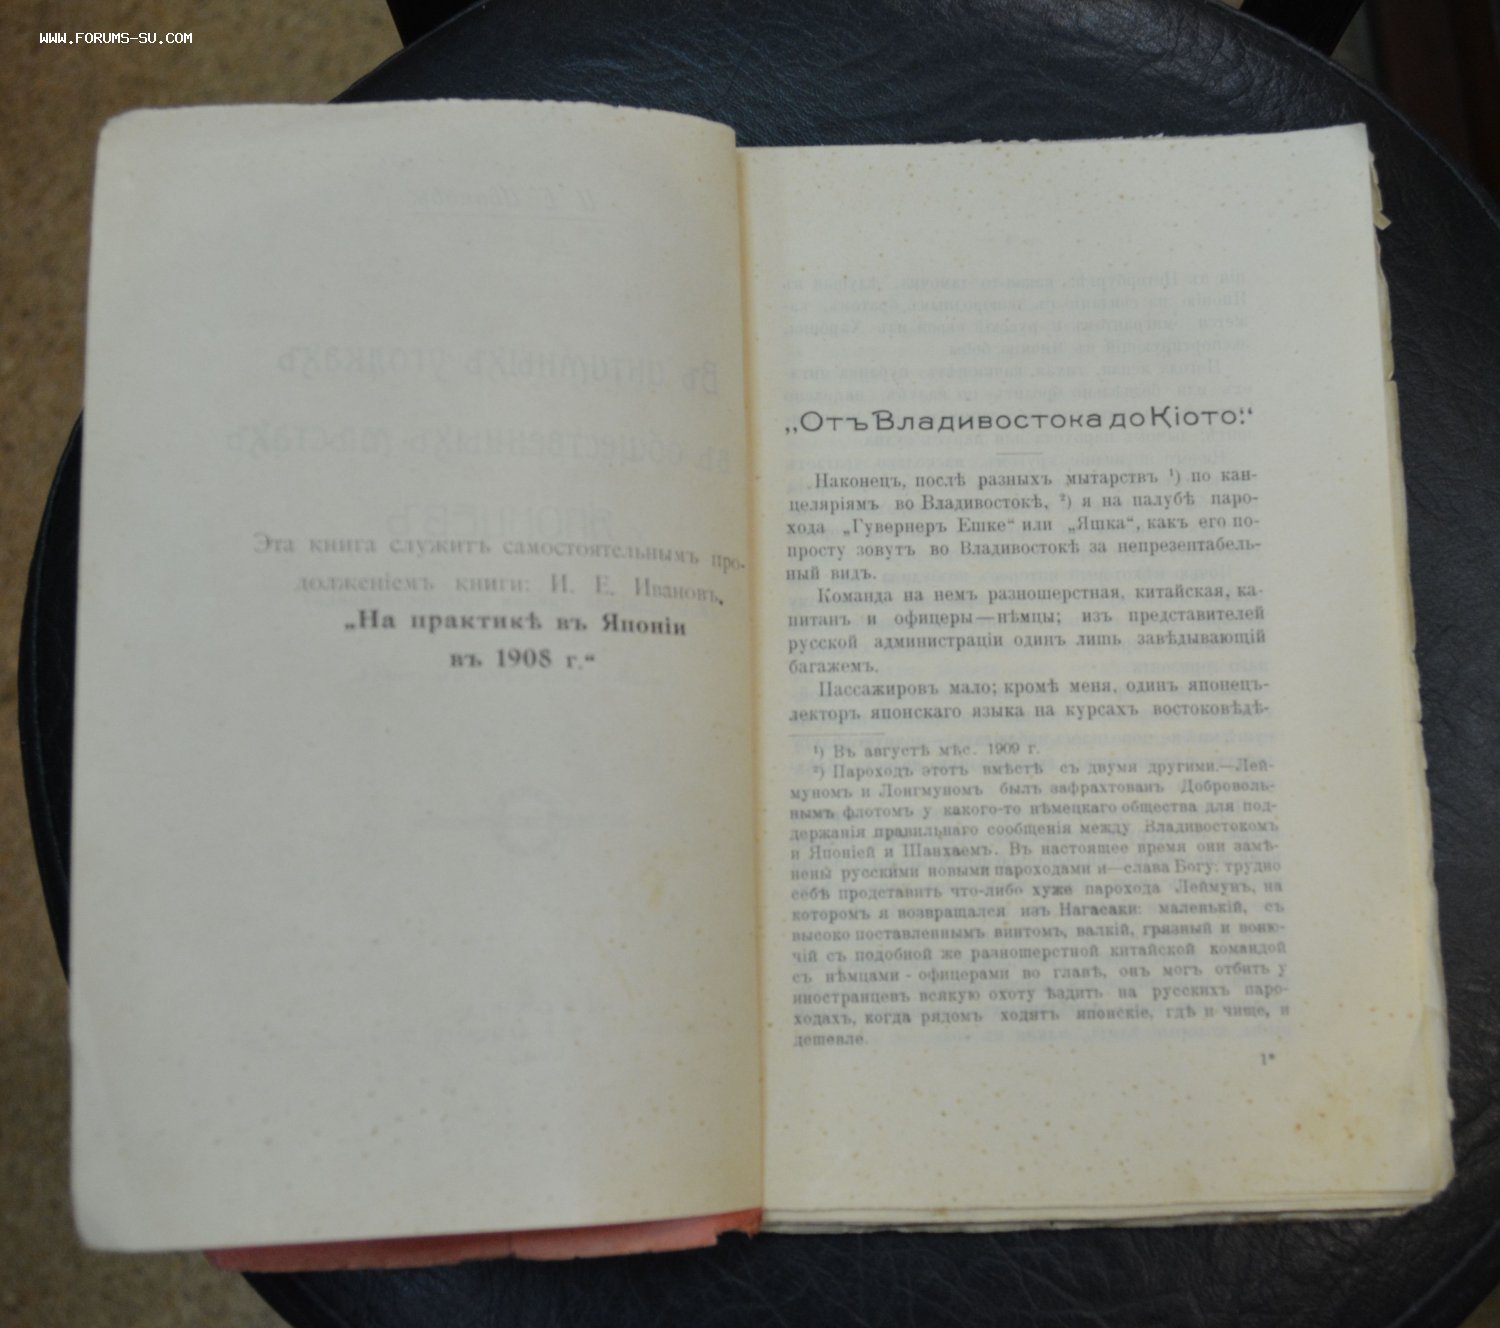 WWW.FORUMS-SU.COM
Эта книга служитъ самостоятельнымъ про-
долженіемъ книги: И. Е. Ивановъ.
„На практикѣ въ Японіи
въ 1908 г.“
„Отъ Владивостока до Кіото.“
Наконецъ, послѣ разныхъ мытарствъ ¹) по кан-
целяріямъ во Владивостокѣ, ²) я на палубѣ паро-
хода „Гувернеръ Ешке“ или „Яшка“, какъ его по-
просту зовутъ во Владивостокѣ за непрезентабель-
ный видъ.
Команда на немъ разношерстная, китайская, ка-
питанъ и офицеры—нѣмцы; изъ представителей
русской администраціи одинъ лишь завѣдывающій
багажемъ.
Пассажировъ мало; кромѣ меня, одинъ японецъ-
лекторъ японскаго языка на курсахъ востоковѣдѣ-
¹) Въ августѣ мѣс. 1909 г.
²) Пароходъ этотъ вмѣстѣ съ двумя другими.—Лей-
муномъ и Лонгмуномъ былъ зафрахтованъ Доброволь-
нымъ флотомъ у какого-то нѣмецкаго общества для под-
держанія правильнаго сообщенія между Владивостокомъ
и Японіей и Шанхаемъ. Въ настоящее время они замѣ-
нены русскими новыми пароходами и—слава Богу: трудно
себѣ продставить что-либо хуже парохода Леймунъ, на
которомъ я возвращался изъ Нагасаки: маленькій, съ
высоко поставленнымъ винтомъ, валкій, грязный и воню-
чій съ подобной же разношерстной китайской командой
съ нѣмцами-офицерами во главѣ, онъ могъ отбить у
иностранцевъ всякую охоту ѣздить на русскихъ паро-
ходахъ, когда рядомъ ходятъ японскіе, гдѣ и чище, и
дешевле.
1*